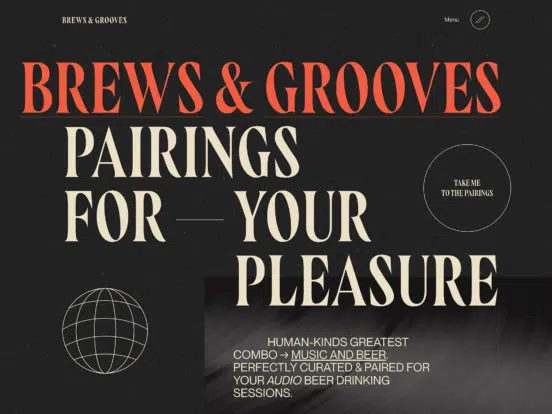 BREWS & GROOVES
Menu
BREWS & GROOVES
PAIRINGS
FOR — YOUR
PLEASURE
TAKE ME
TO THE PAIRINGS
HUMAN-KINDS GREATEST
COMBO → MUSIC AND BEER.
PERFECTLY CURATED & PAIRED FOR
YOUR AUDIO BEER DRINKING
SESSIONS.